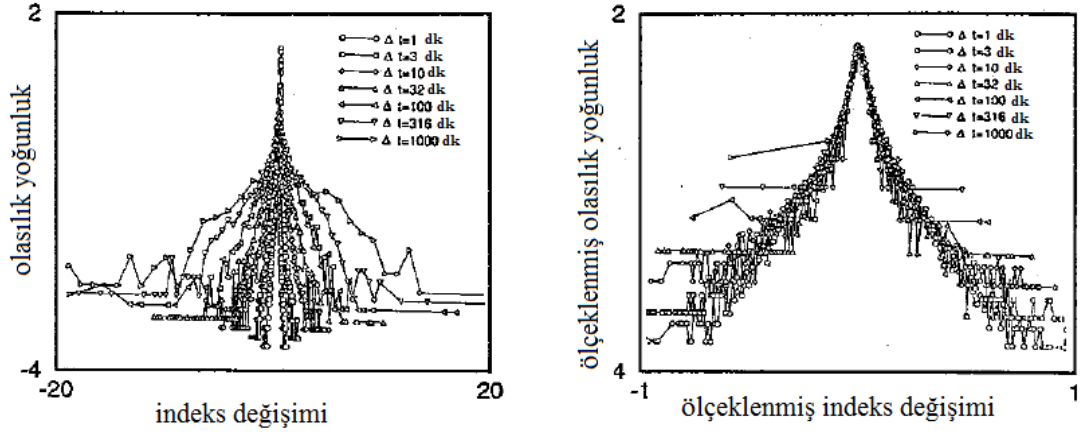 2
Δ t=1 dk
Δ t=3 dk
Δ t=10 dk
Δ t=32 dk
Δ t=100 dk
Δ t=316 dk
Δ t=1000 dk
olasılık yoğunluk
-4
-20
20
indeks değişimi
2
Δ t=1 dk
Δ t=3 dk
Δ t=10 dk
Δ t=32 dk
Δ t=100 dk
Δ t=316 dk
Δ t=1000 dk
ölçeklenmiş olasılık yoğunluk
4
-1
1
ölçeklenmiş indeks değişimi